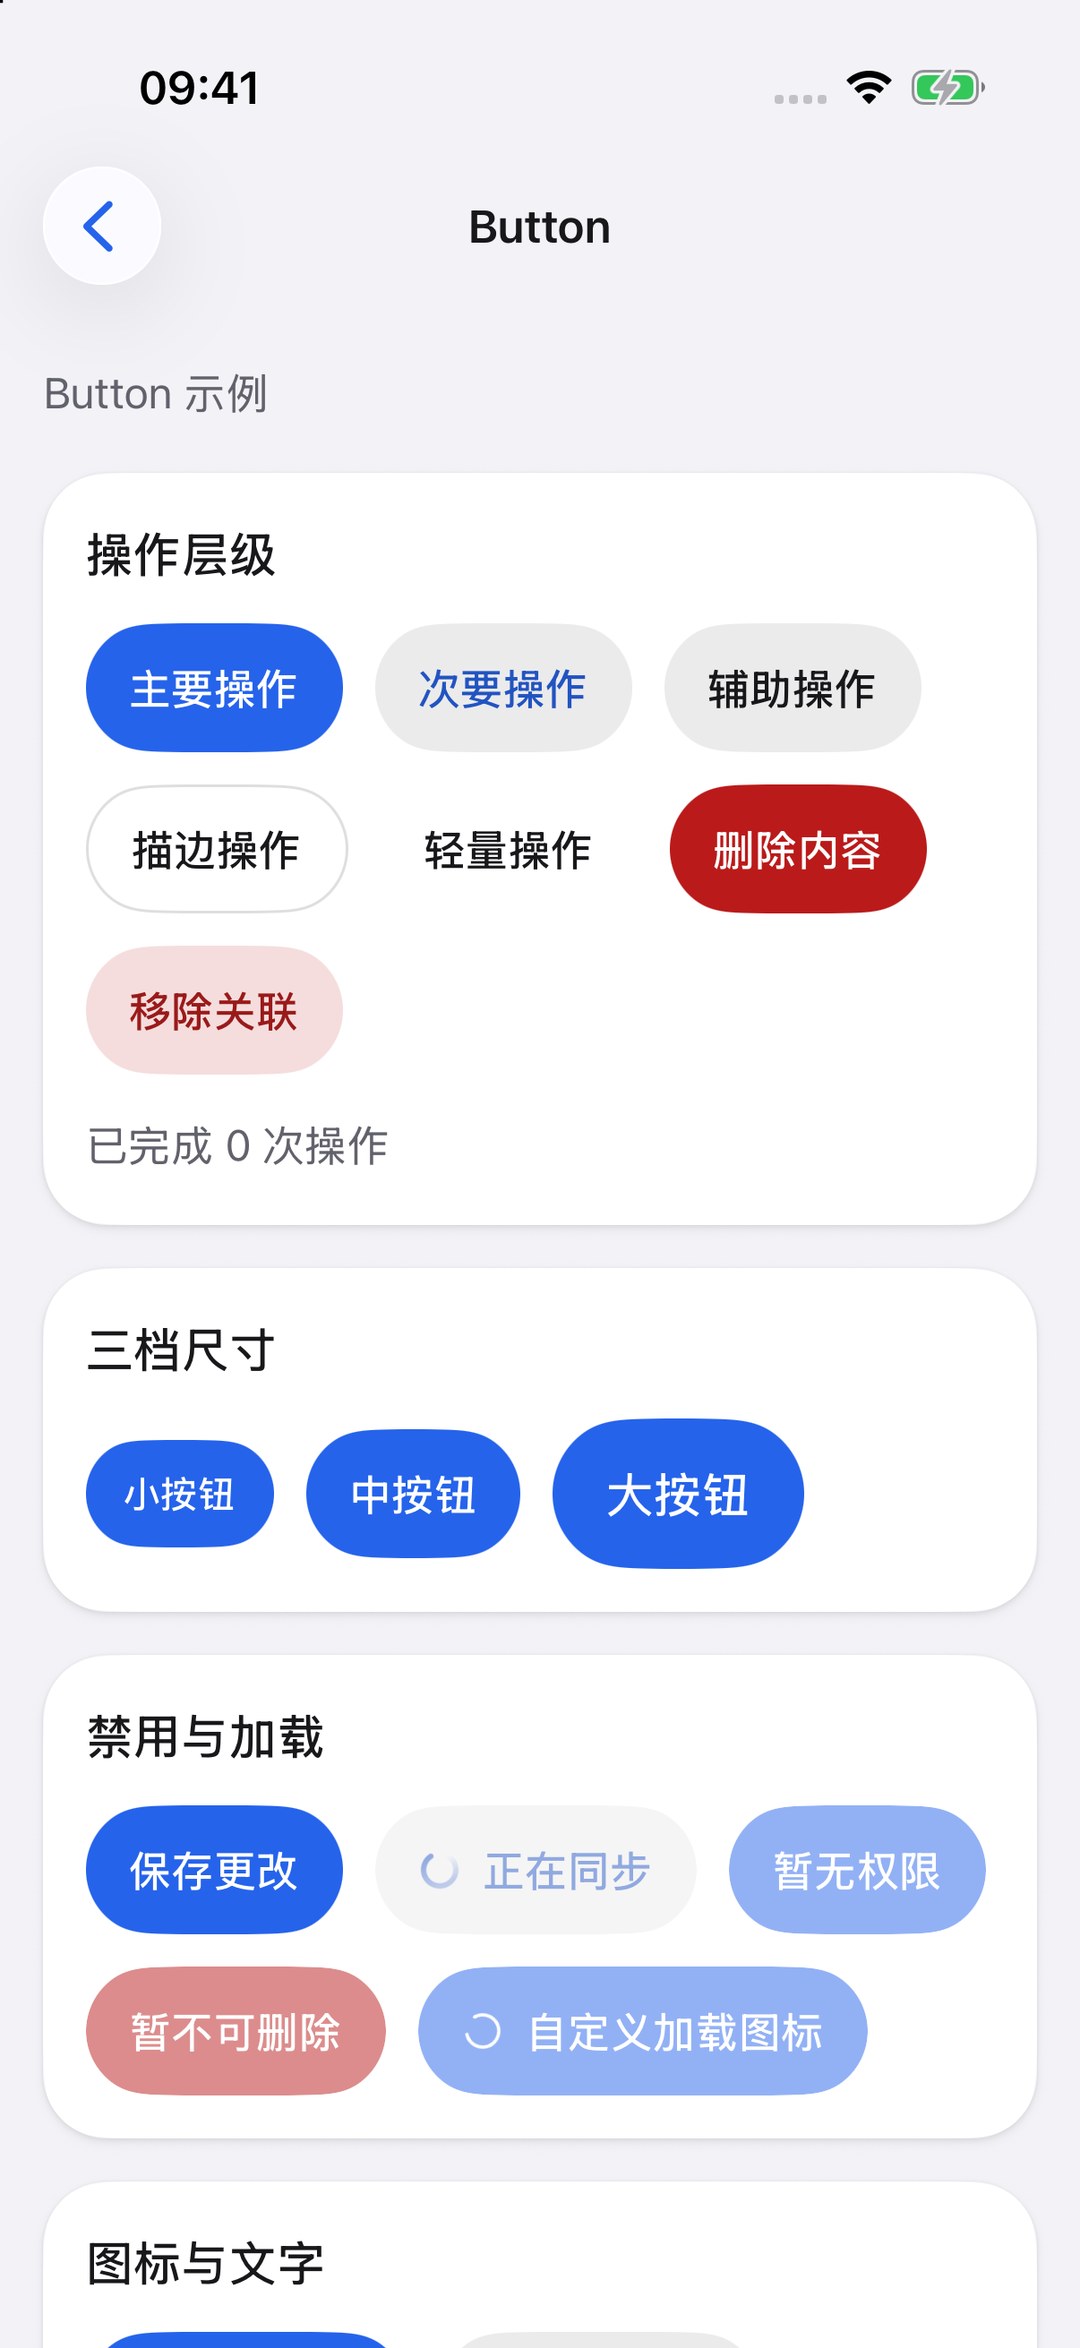 09:41
Button
Button 示例
操作层级
主要操作 次要操作 辅助操作
描边操作 轻量操作 删除内容
移除关联
已完成 0 次操作
三档尺寸
小按钮 中按钮 大按钮
禁用与加载
保存更改 正在同步 暂无权限
暂不可删除 自定义加载图标
图标与文字